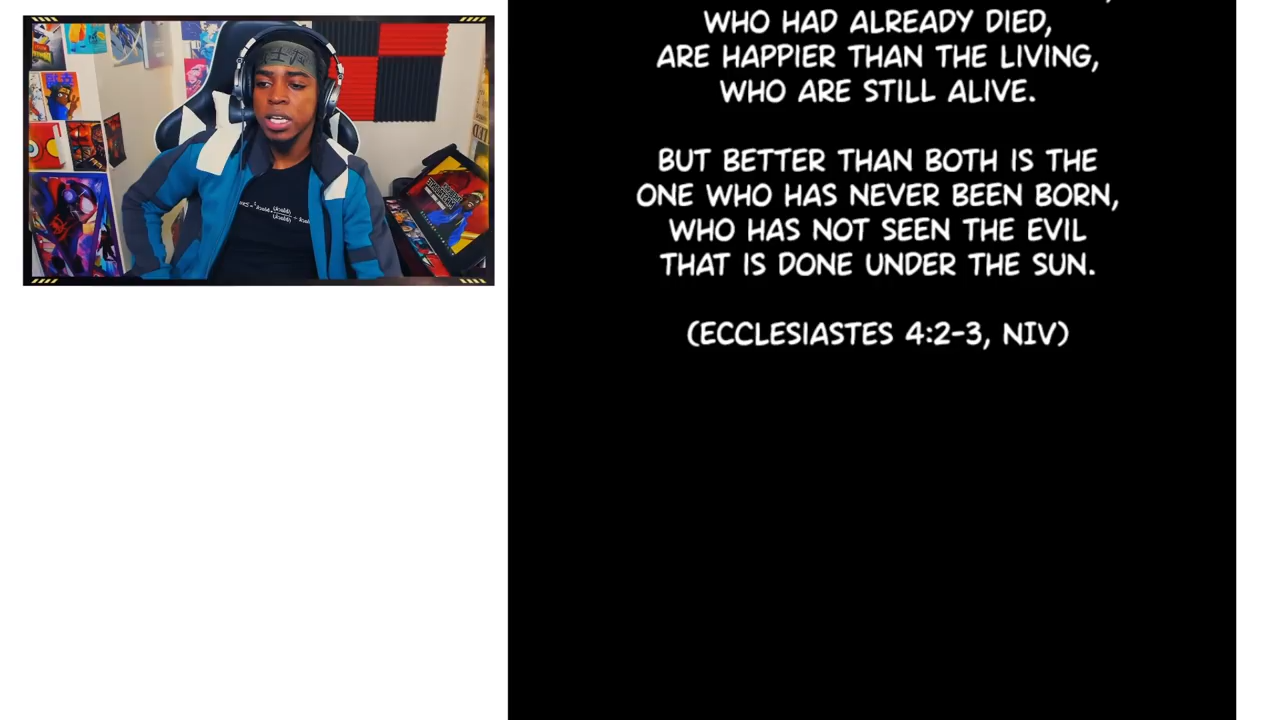 WHO HAD ALREADY DIED,
ARE HAPPIER THAN THE LIVING,
WHO ARE STILL ALIVE.
BUT BETTER THAN BOTH IS THE
ONE WHO HAS NEVER BEEN BORN,
WHO HAS NOT SEEN THE EVIL
THAT IS DONE UNDER THE SUN.
(ECCLESIASTES 4:2-3, NIV)